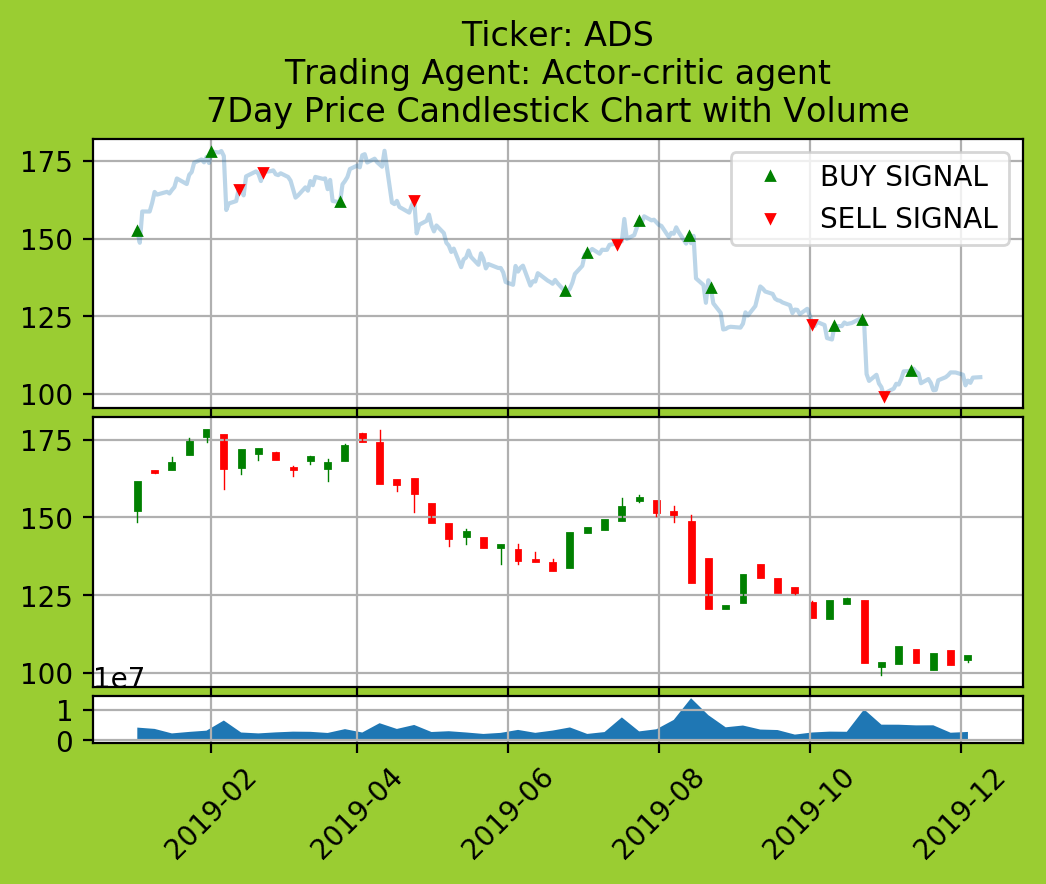 Ticker: ADS
Trading Agent: Actor-critic agent
7Day Price Candlestick Chart with Volume
175
150
125
100
BUY SIGNAL
SELL SIGNAL
175
150
125
100
1e7
1
0
2019-02
2019-04
2019-06
2019-08
2019-10
2019-12